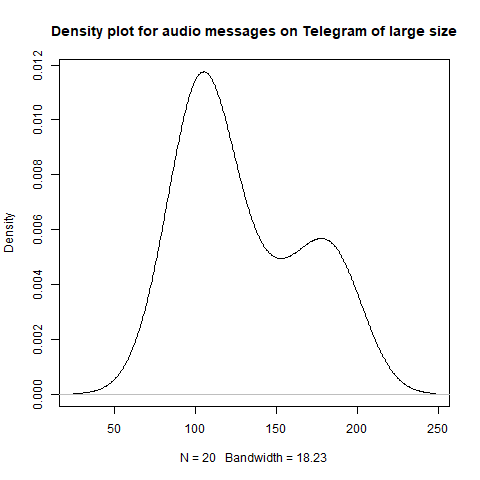 Density plot for audio messages on Telegram of large size
Density
0.012
0.010
0.008
0.006
0.004
0.002
0.000
50 100 150 200 250
N = 20 Bandwidth = 18.23